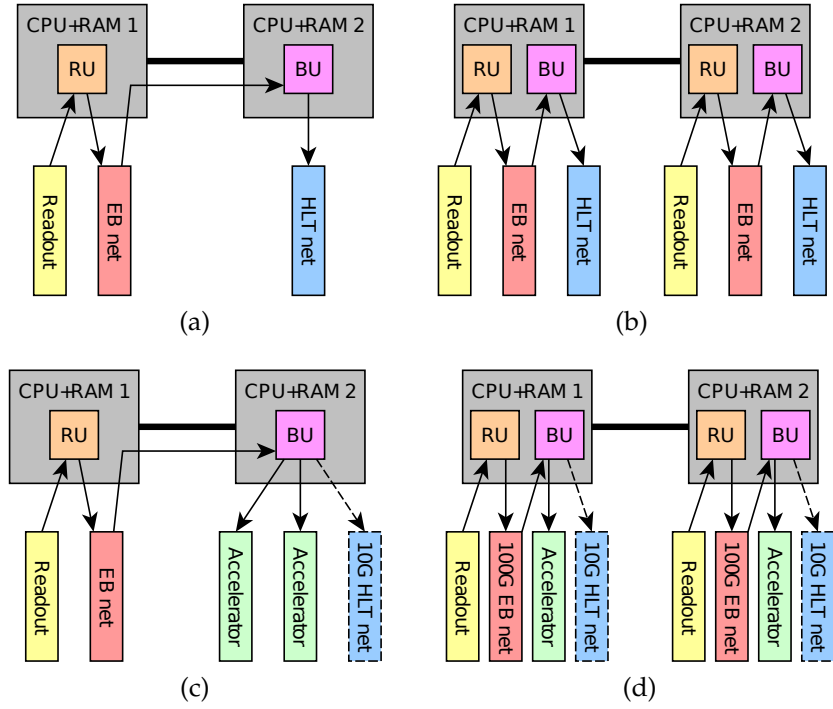 CPU+RAM 1
CPU+RAM 2
RU
BU
Readout
EB net
HLT net
(a)
CPU+RAM 1
CPU+RAM 2
RU
BU
RU
BU
Readout
EB net
HLT net
Readout
EB net
HLT net
(b)
CPU+RAM 1
CPU+RAM 2
RU
BU
Readout
EB net
Accelerator
Accelerator
10G HLT net
(c)
CPU+RAM 1
CPU+RAM 2
RU
BU
RU
BU
Readout
100G EB net
Accelerator
10G HLT net
Readout
100G EB net
Accelerator
10G HLT net
(d)